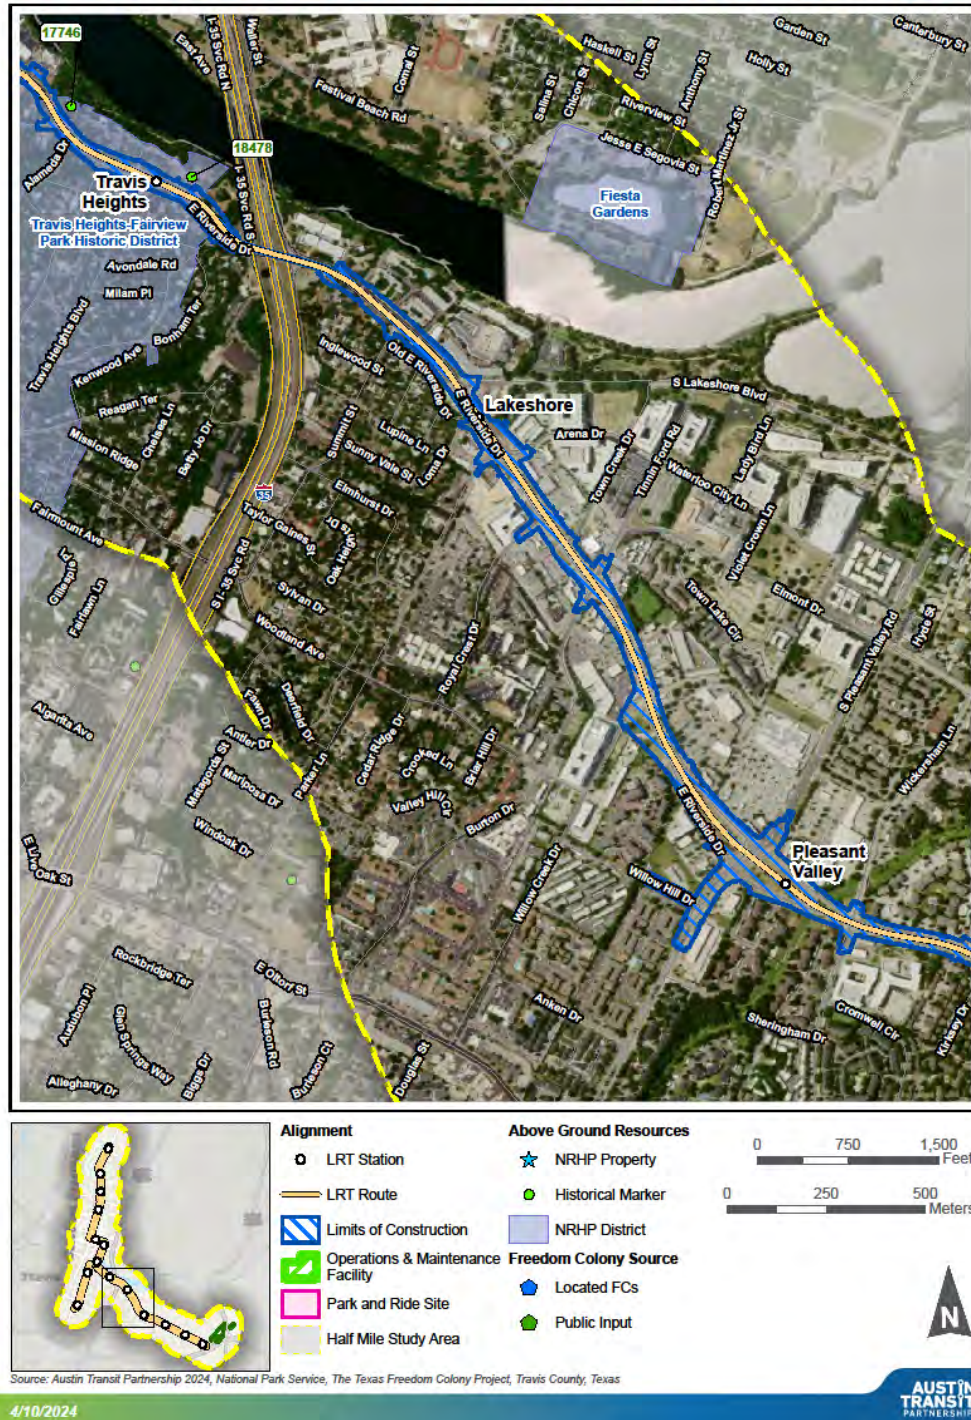 17746
East Ave
I-35 Svc Rd N
Waller St
Festival Beach Rd
Comal St
Salina St
Chicon St
Haskell St
Lynn St
Anthony St
Garden St
Holly St
Canterbury St
Riverview St
Jesse E Segovia St
Robert Martinez Jr St
Fiesta
Gardens
18478
Alameda Dr
Travis
Heights
Travis Heights-Fairview
Park Historic District
E Riverside Dr
I-35 Svc Rd S
Avondale Rd
Milam Pl
Travis Heights Blvd
Bonham Ter
Kenwood Ave
Reagan Ter
Chelsea Ln
Mission Ridge
Betty Jo Dr
Inglewood St
Old E Riverside Dr
E Riverside Dr
Lakeshore
S Lakeshore Blvd
Summit St
Lupine Ln
Sunny Vale St
Loma Dr
Arena Dr
Town Creek Dr
Tinnin Ford Rd
Lady Bird Ln
Waterloo City Ln
Elmhurst Dr
35
Taylor Gaines St
Oak Heights Dr
Fairmount Ave
Gillespie Pl
Fairlawn Ln
S I-35 Svc Rd
Sylvan Dr
Woodland Ave
Violet Crown Ln
Elmont Dr
Town Lake Cir
S Pleasant Valley Rd
Hyde St
Royal Crest Dr
Algarita Ave
Fawn Dr
Deerfield Dr
Antler Dr
Parker Ln
Cedar Ridge Dr
Crooked Ln
Briar Hill Dr
Matagorda St
Mariposa Dr
Valley Hill Cir
Burton Dr
Windoak Dr
E Live Oak St
Wickersham Ln
E Riverside Dr
Pleasant
Valley
Willow Creek Dr
Willow Hill Dr
Rockbridge Ter
E Oltorf St
Audubon Pl
Glen Springs Way
Burleson Rd
Anken Dr
Sheringham Dr
Cromwell Cir
Kirksey Dr
Alleghany Dr
Biggs Dr
Burleson Ct
Douglas St
Alignment
LRT Station
LRT Route
Limits of Construction
Operations & Maintenance
Facility
Park and Ride Site
Half Mile Study Area
Above Ground Resources
NRHP Property
Historical Marker
NRHP District
Freedom Colony Source
Located FCs
Public Input
0 750 1,500
Feet
0 250 500
Meters
N
Source: Austin Transit Partnership 2024, National Park Service, The Texas Freedom Colony Project, Travis County, Texas
4/10/2024
AUSTIN
TRANSIT
PARTNERSHIP